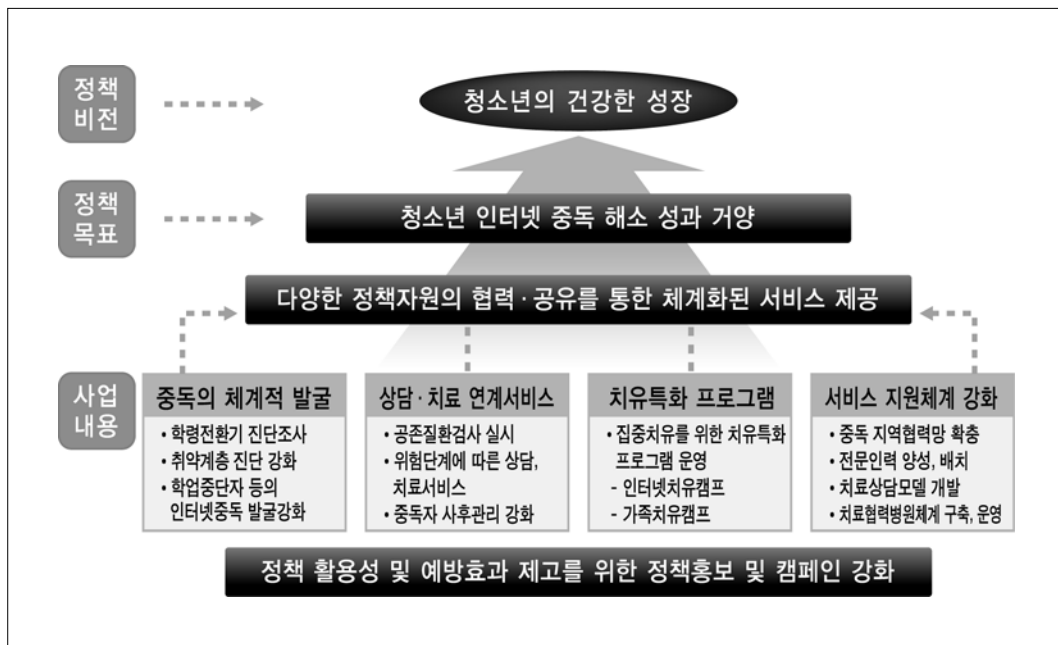 정책
비전
청소년의 건강한 성장
정책
목표
청소년 인터넷 중독 해소 성과 거양
다양한 정책자원의 협력·공유를 통한 체계화된 서비스 제공
사업
내용
중독의 체계적 발굴
• 학령전환기 진단조사
• 취약계층 진단 강화
• 학업중단자 등의
인터넷중독 발굴강화
상담·치료 연계서비스
• 공존질환검사 실시
• 위험단계에 따른 상담,
치료서비스
• 중독자 사후관리 강화
치유특화 프로그램
• 집중치유를 위한 치유특화
프로그램 운영
- 인터넷치유캠프
- 가족치유캠프
서비스 지원체계 강화
• 중독 지역협력망 확충
• 전문인력 양성, 배치
• 치료상담모델 개발
• 치료협력병원체계 구축, 운영
정책 활용성 및 예방효과 제고를 위한 정책홍보 및 캠페인 강화